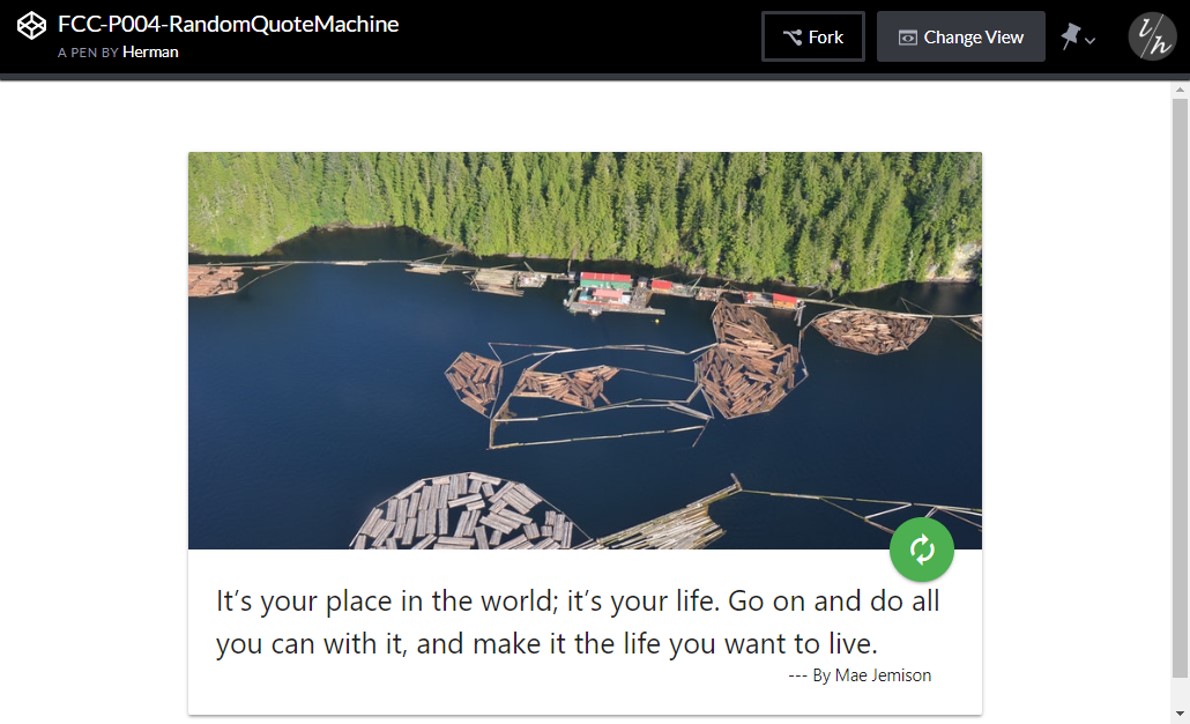 FCC-P004-RandomQuoteMachine
A PEN BY Herman
Fork
Change View
l/h
It’s your place in the world; it’s your life. Go on and do all
you can with it, and make it the life you want to live.
--- By Mae Jemison